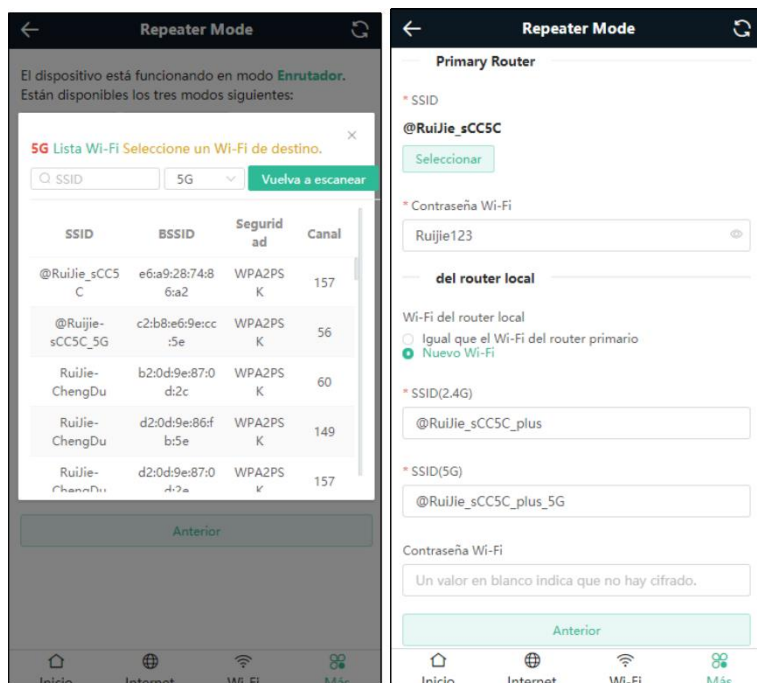 Repeater Mode
El dispositivo está funcionando en modo Enrutador.
Están disponibles los tres modos siguientes:
5G Lista Wi-Fi Seleccione un Wi-Fi de destino.
SSID
5G
Vuelva a escanear
SSID BSSID Segurid
ad Canal
@RuiJie_sCC5
C e6:a9:28:74:8
6:a2 WPA2PS
K 157
@Ruijie-
sCC5C_5G c2:b8:e6:9e:cc
:5e WPA2PS
K 56
RuiJie-
ChengDu b2:0d:9e:87:0
d:2c WPA2PS
K 60
RuiJie-
ChengDu d2:0d:9e:86:f
b:5e WPA2PS
K 149
RuiJie-
ChengDu d2:0d:9e:87:0
d:2e WPA2PS
K 157
Anterior
Inicio Internet Wi-Fi Más
Repeater Mode
Primary Router
* SSID
@RuiJie_sCC5C
Seleccionar
* Contraseña Wi-Fi
Ruijie123
del router local
Wi-Fi del router local
Igual que el Wi-Fi del router primario
Nuevo Wi-Fi
* SSID(2.4G)
@RuiJie_sCC5C_plus
* SSID(5G)
@RuiJie_sCC5C_plus_5G
Contraseña Wi-Fi
Un valor en blanco indica que no hay cifrado.
Anterior
Inicio Internet Wi-Fi Más